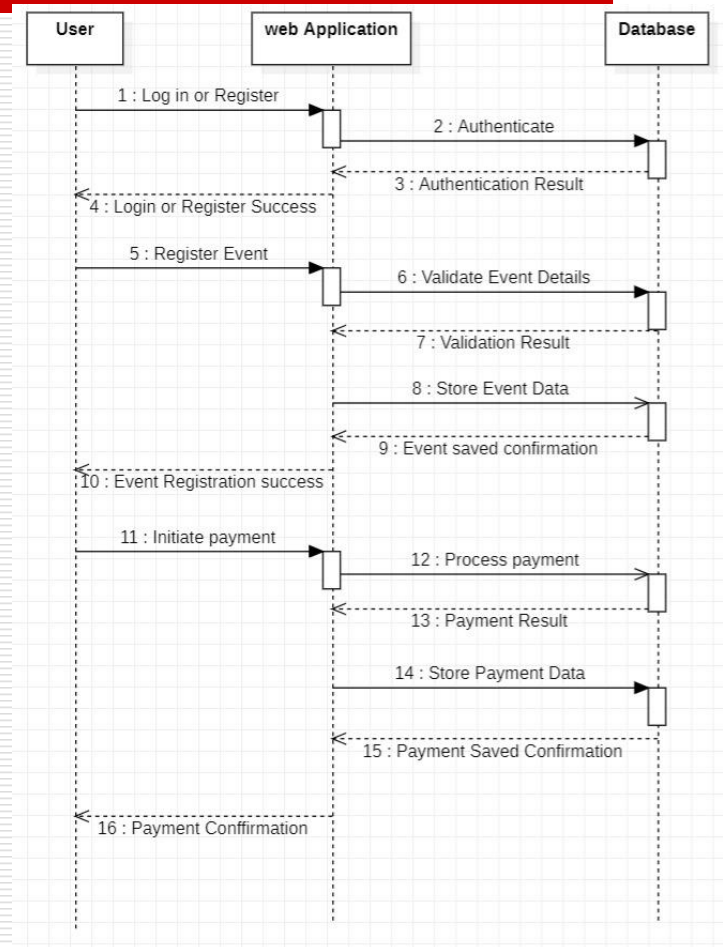 User
web Application
Database
1 : Log in or Register
2 : Authenticate
3 : Authentication Result
4 : Login or Register Success
5 : Register Event
6 : Validate Event Details
7 : Validation Result
8 : Store Event Data
9 : Event saved confirmation
10 : Event Registration success
11 : Initiate payment
12 : Process payment
13 : Payment Result
14 : Store Payment Data
15 : Payment Saved Confirmation
16 : Payment Conffirmation